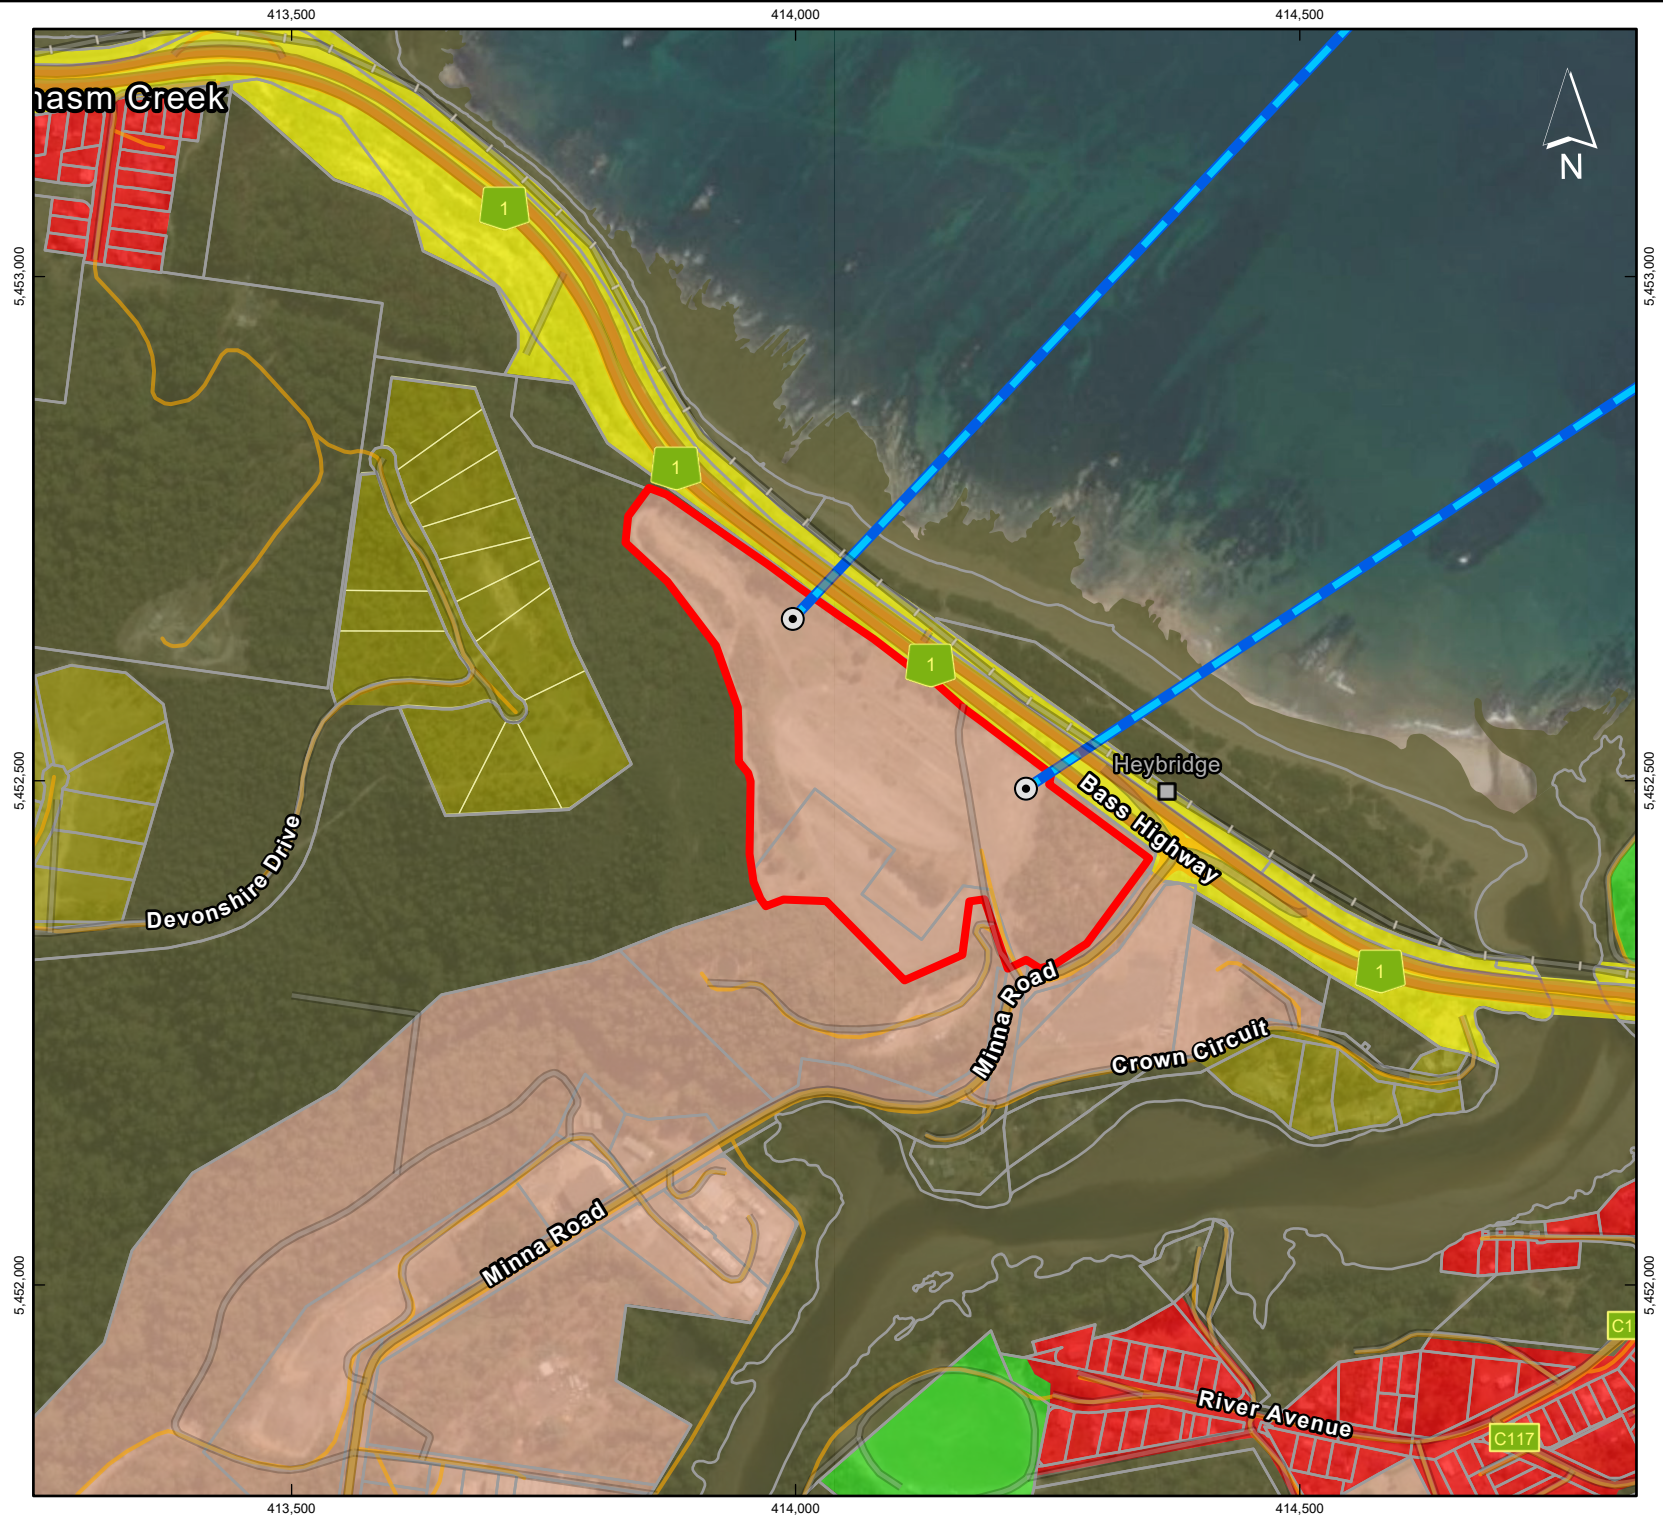 413,500
414,000
414,500
hasm Creek
N
1
5,453,000
5,453,000
1
1
Heybridge
5,452,500
5,452,500
Bass Highway
Devonshire Drive
1
Minna Road
Crown Circuit
Minna Road
5,452,000
5,452,000
C1
River Avenue
C117
413,500
414,000
414,500